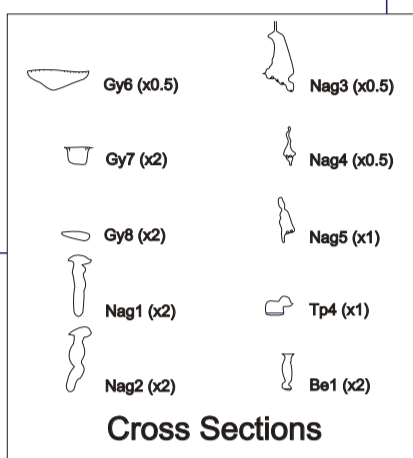 Gy6 (x0.5)
Gy7 (x2)
Gy8 (x2)
Nag1 (x2)
Nag2 (x2)
Nag3 (x0.5)
Nag4 (x0.5)
Nag5 (x1)
Tp4 (x1)
Be1 (x2)
Cross Sections